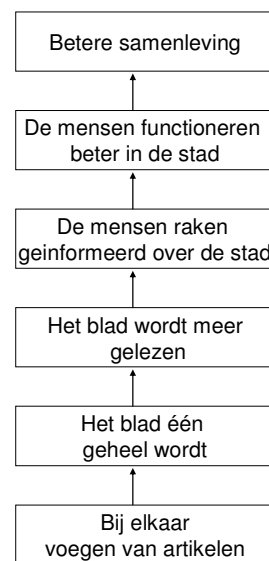 Betere samenleving
De mensen functioneren
beter in de stad
De mensen raken
geinformeerd over de stad
Het blad wordt meer
gelezen
Het blad één
geheel wordt
Bij elkaar
voegen van artikelen